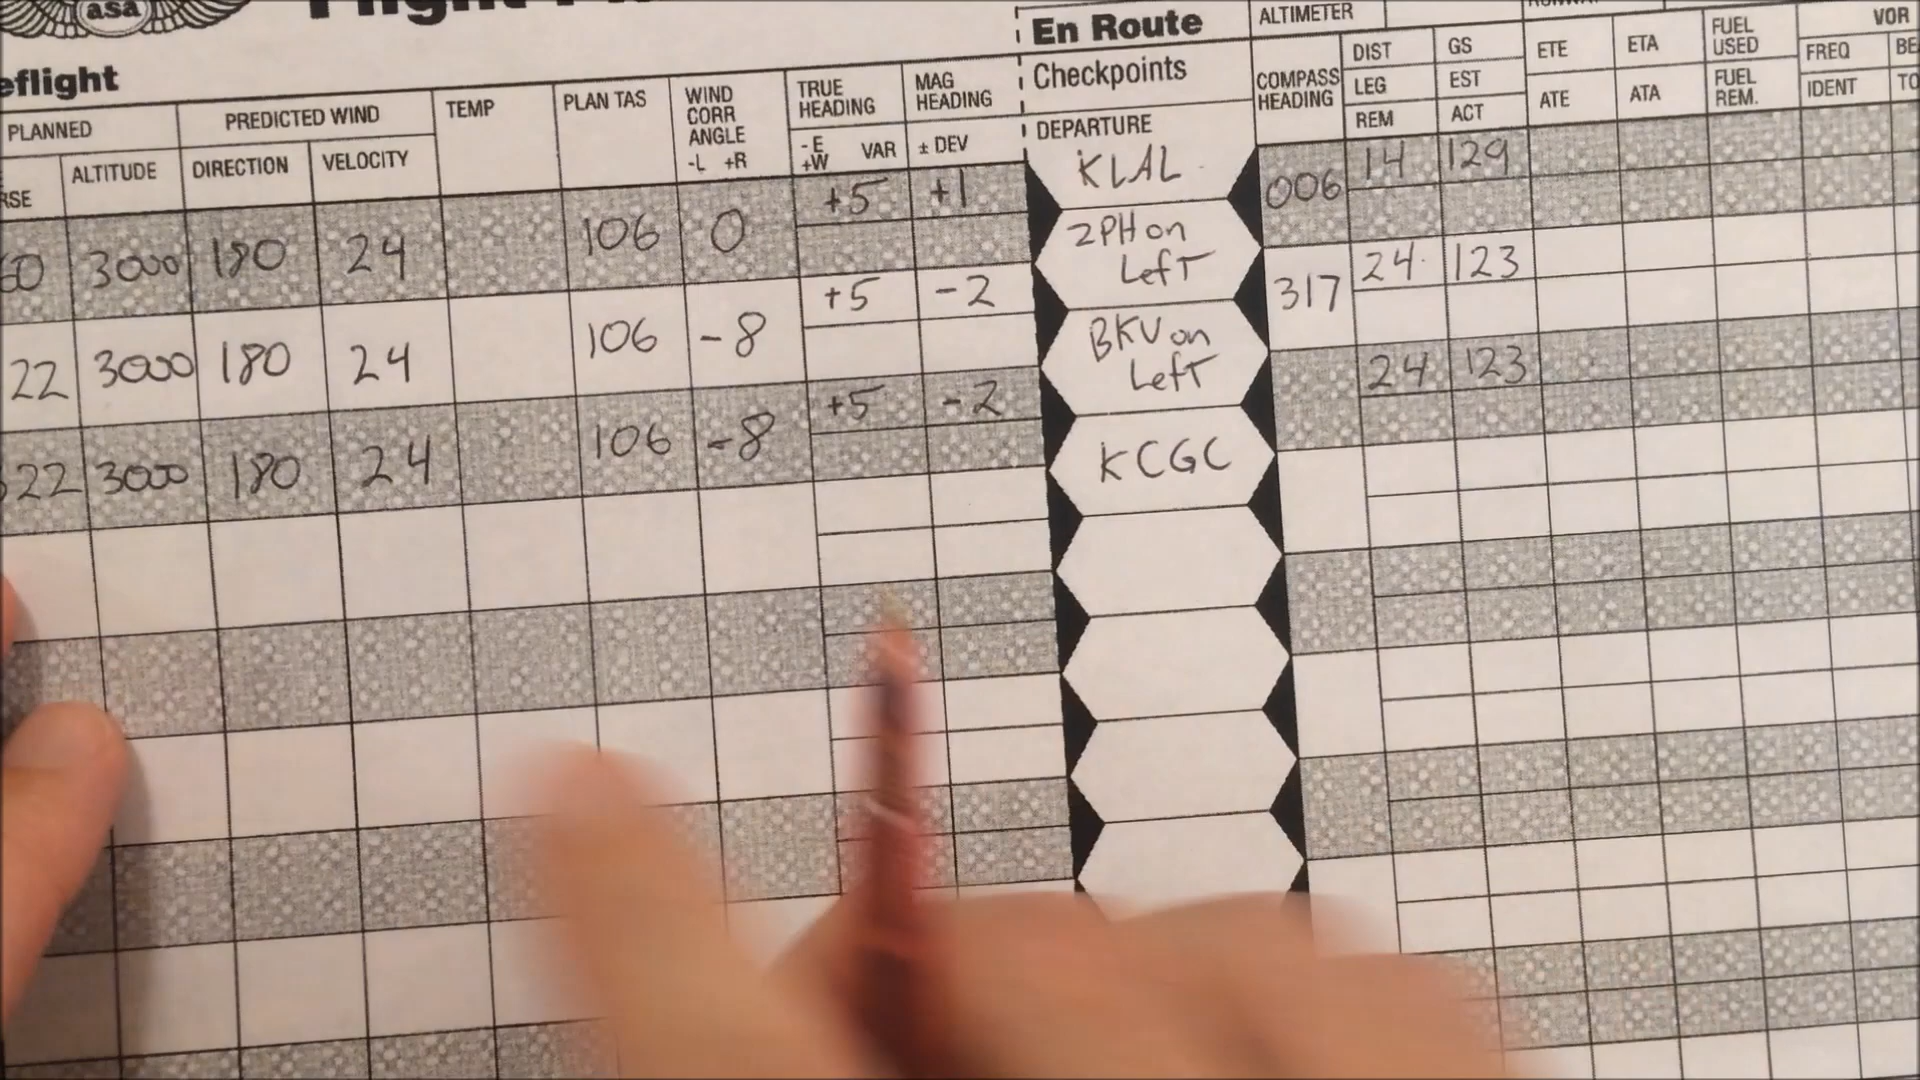 asa
En Route
ALTIMETER
Checkpoints
COMPASS HEADING
DIST
LEG
REM
GS
EST
ACT
ETE
ATE
ETA
ATA
FUEL USED
FUEL REM.
VOR
FREQ
IDENT
PLANNED
ALTITUDE
PREDICTED WIND
DIRECTION
VELOCITY
TEMP
PLAN TAS
WIND CORR ANGLE
-L +R
TRUE HEADING
-E +W VAR
MAG HEADING
± DEV
DEPARTURE
KLAL
3000 180 24 106 0 +5 +1
006 14 129
2PH on Left
22 3000 180 24 106 -8 +5 -2
317 24 123
BKV on Left
322 3000 180 24 106 -8 +5 -2
24 123
KCGC